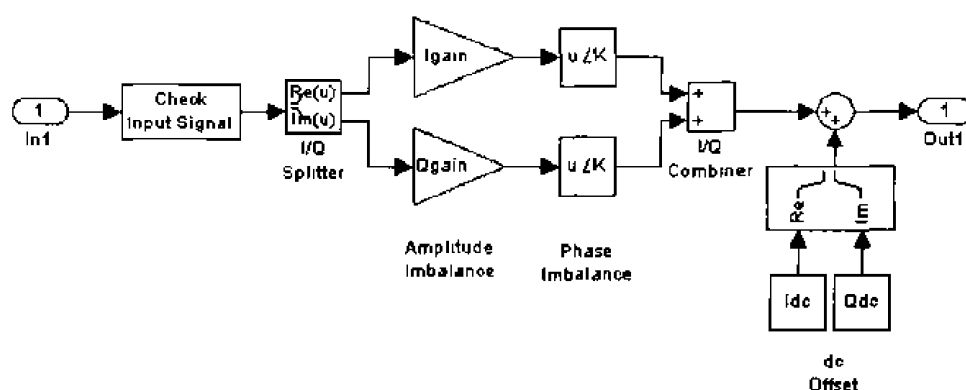 1
In1
Check
Input Signal
Re(u)
Im(u)
I/Q
Splitter
Igain
Qgain
Amplitude
Imbalance
u∠K
u∠K
Phase
Imbalance
+
+
I/Q
Combiner
+
+
1
Out1
Re
Im
Idc
Qdc
dc
Offset